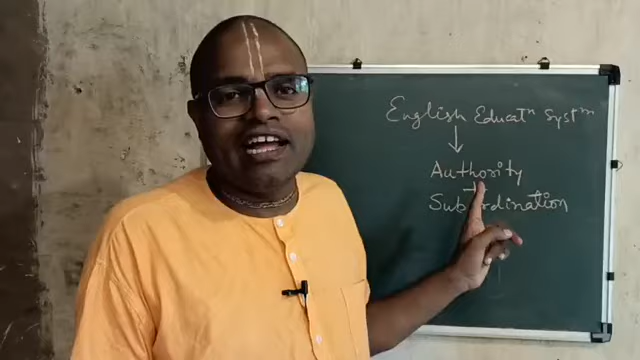 English Educatⁿ Systᵐ
↓
Authority
+
Subordination